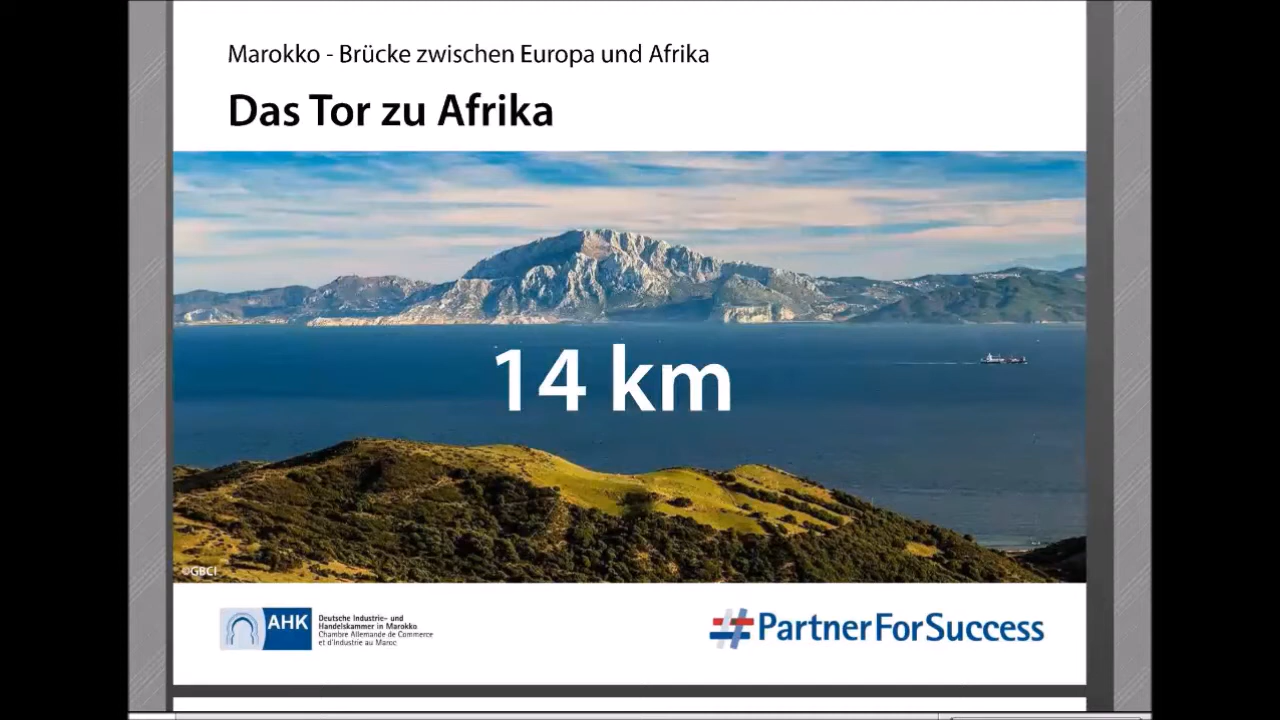 Marokko - Brücke zwischen Europa und Afrika
Das Tor zu Afrika
14 km
©GBCI
AHK
Deutsche Industrie- und
Handelskammer in Marokko
Chambre Allemande de Commerce
et d'Industrie au Maroc
#PartnerForSuccess